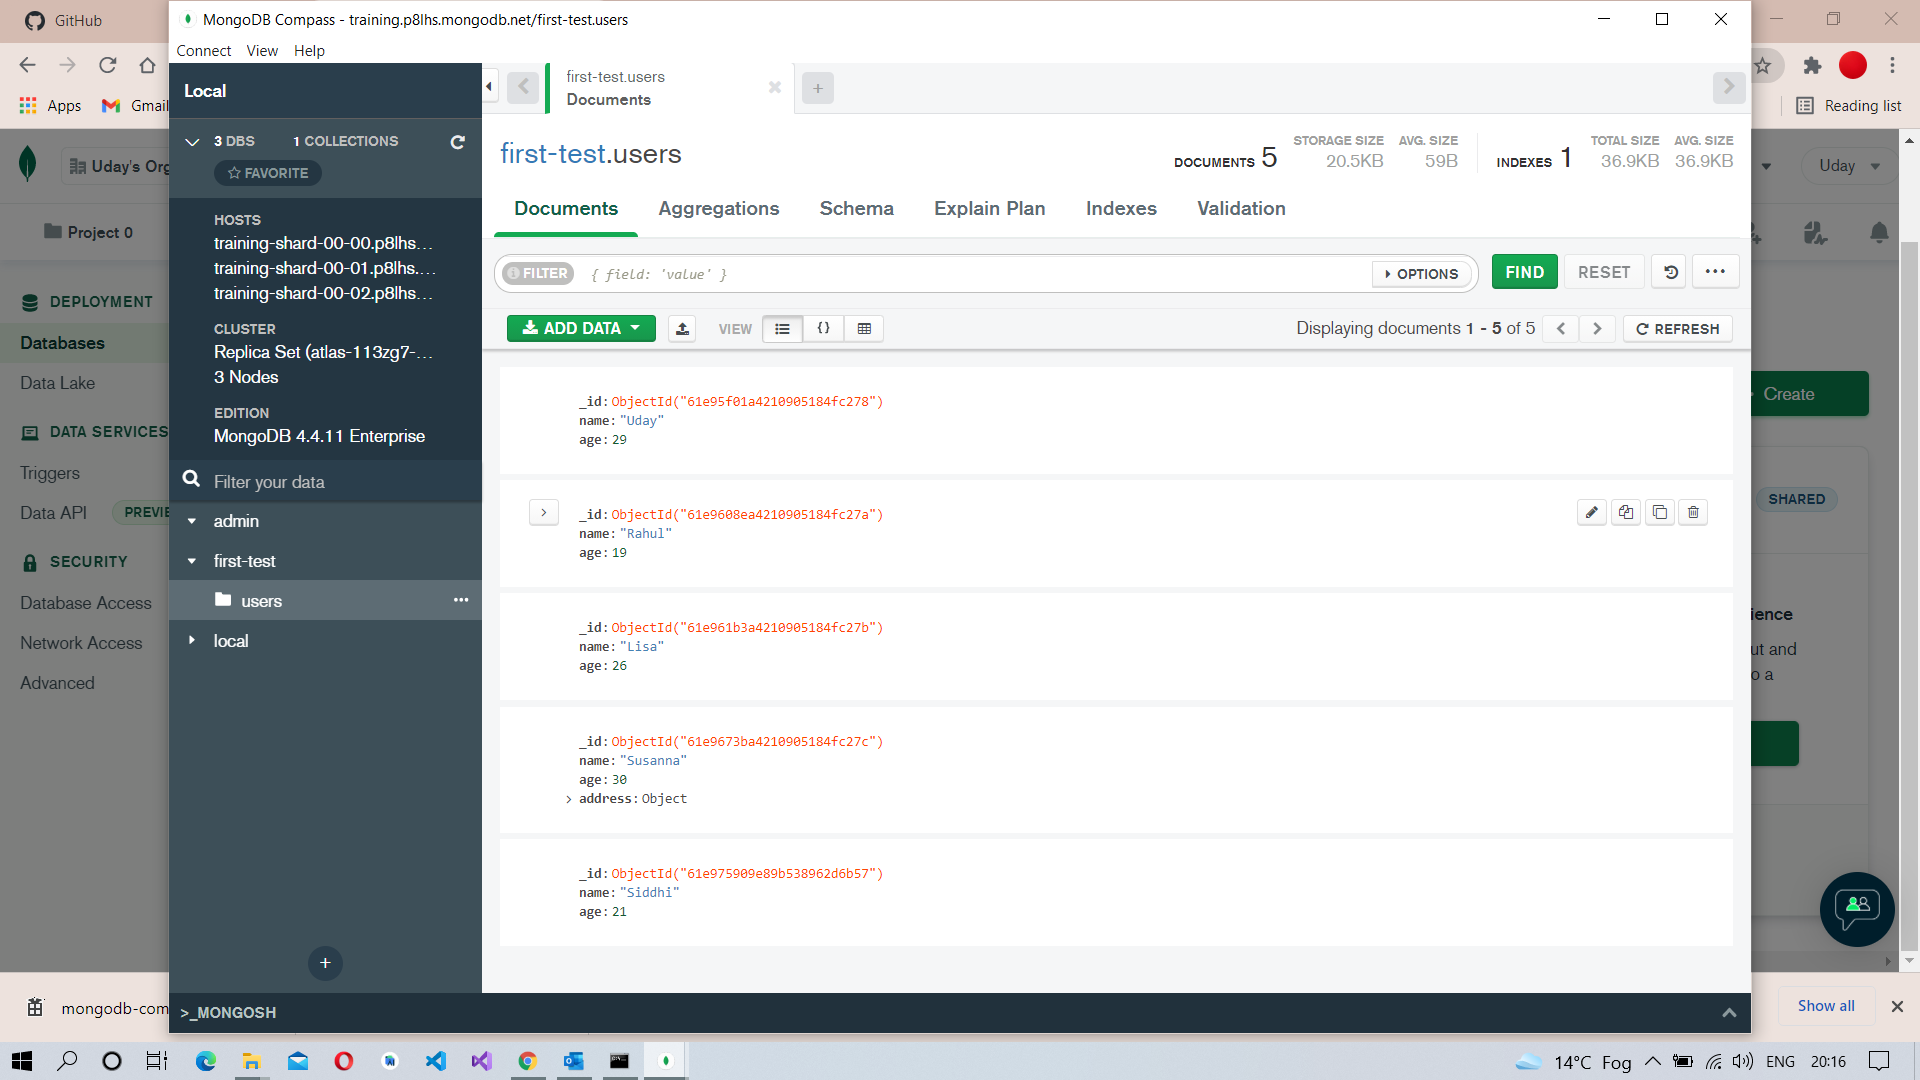 GitHub
MongoDB Compass - training.p8lhs.mongodb.net/first-test.users
Connect View Help
Apps
Gmail
Reading list
Local
first-test.users
Documents
3 DBS 1 COLLECTIONS
FAVORITE
first-test.users
DOCUMENTS 5
STORAGE SIZE
20.5KB
AVG. SIZE
59B
INDEXES 1
TOTAL SIZE
36.9KB
AVG. SIZE
36.9KB
Uday's Org
Uday
Project 0
Documents Aggregations Schema Explain Plan Indexes Validation
HOSTS
training-shard-00-00.p8lhs...
training-shard-00-01.p8lhs....
training-shard-00-02.p8lhs...
CLUSTER
Replica Set (atlas-113zg7-...
3 Nodes
EDITION
MongoDB 4.4.11 Enterprise
FILTER { field: 'value' }
OPTIONS
FIND
RESET
ADD DATA
VIEW
{}
Displaying documents 1 - 5 of 5
REFRESH
DEPLOYMENT
Databases
Data Lake
DATA SERVICES
Triggers
Data API
PREVIE
SECURITY
Database Access
Network Access
Advanced
Filter your data
admin
first-test
users
local
_id: ObjectId("61e95f01a4210905184fc278")
name: "Uday"
age: 29
_id: ObjectId("61e9608ea4210905184fc27a")
name: "Rahul"
age: 19
_id: ObjectId("61e961b3a4210905184fc27b")
name: "Lisa"
age: 26
_id: ObjectId("61e9673ba4210905184fc27c")
name: "Susanna"
age: 30
address: Object
_id: ObjectId("61e975909e89b538962d6b57")
name: "Siddhi"
age: 21
Create
SHARED
ience
ut and
o a
>_MONGOSH
mongodb-com
Show all
14°C Fog
ENG
20:16